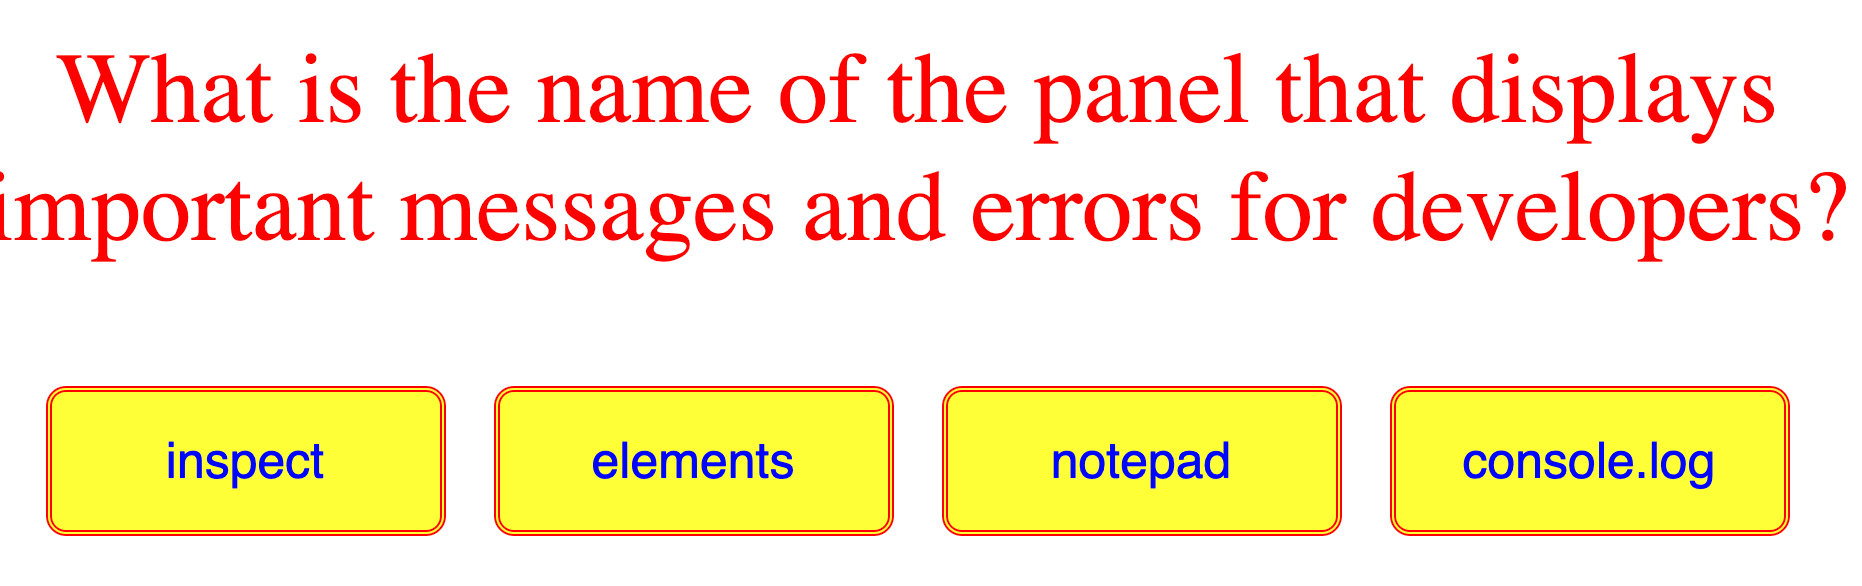 What is the name of the panel that displays
important messages and errors for developers?
inspect
elements
notepad
console.log